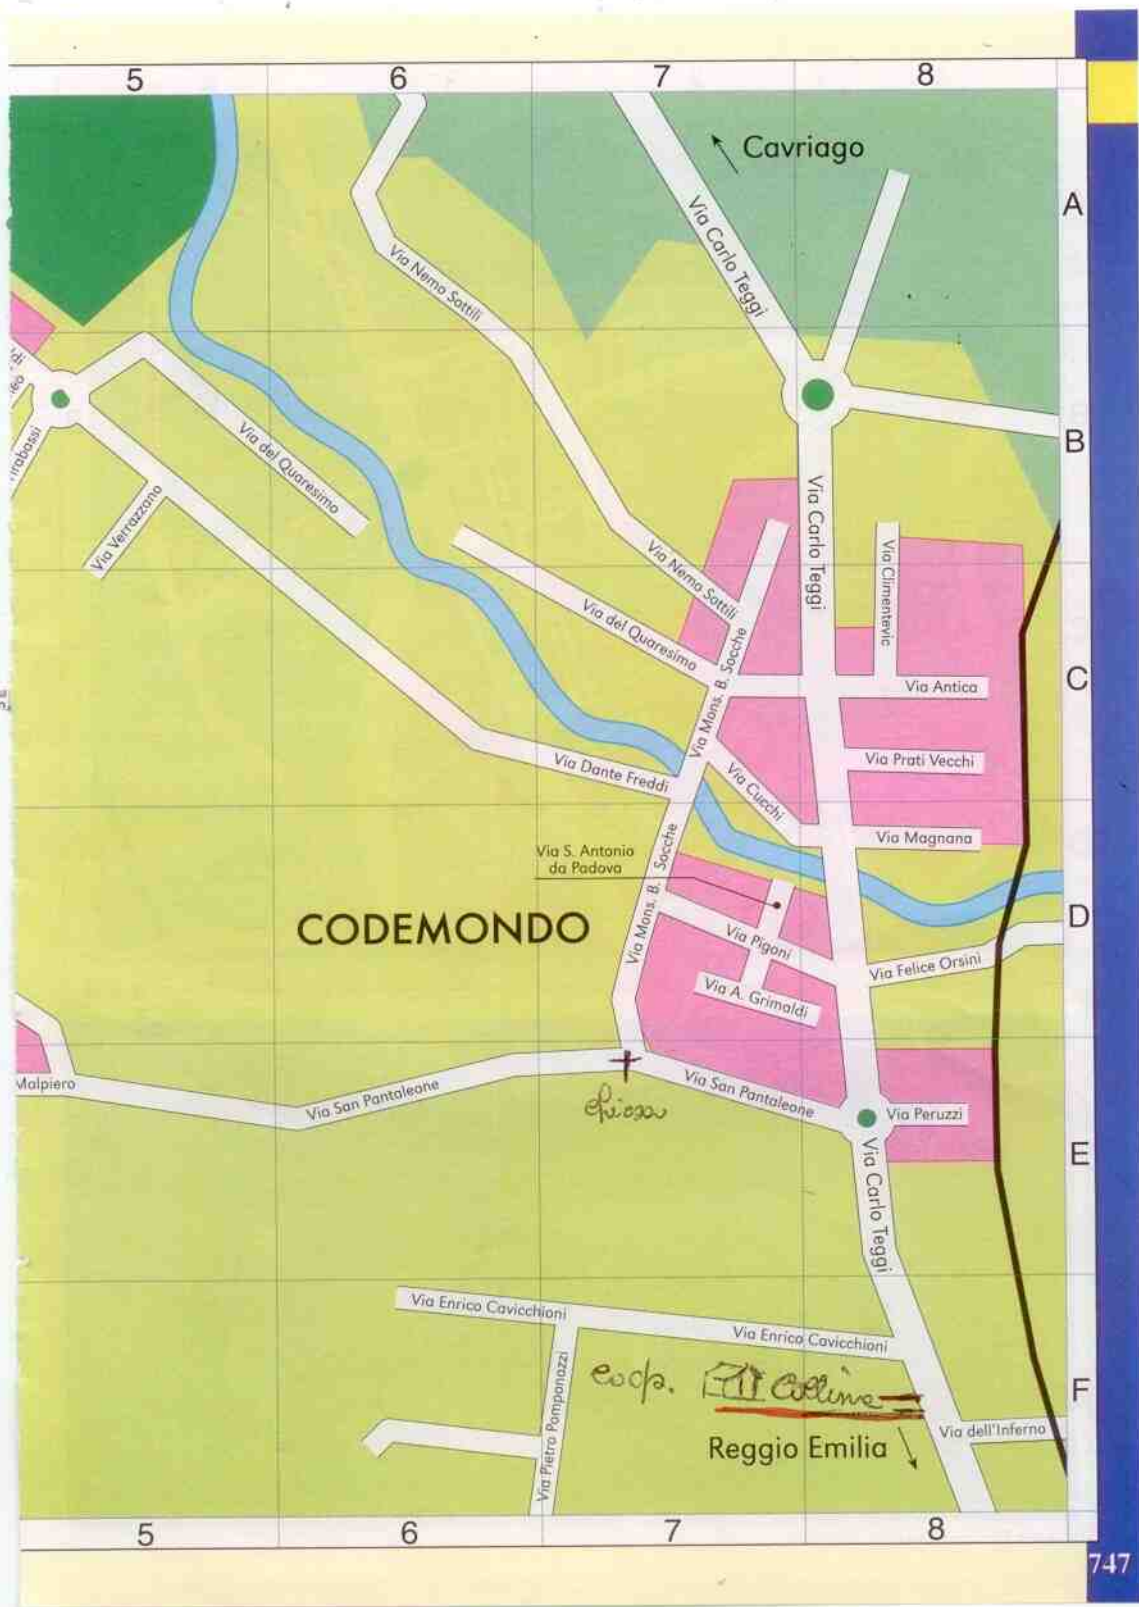 5 6 7 8
Cavriago
A
Via Carlo Teggi
Via Nemo Sottili
B
Via del Quaresimo
Via Verrazzano
Via Carlo Teggi
Via Climentevic
Via Nemo Sottili
Via del Quaresimo
Via Mons. B. Socche
C
Via Antica
Via Dante Freddi
Via Prati Vecchi
Via Cucchi
Via Magnana
Via S. Antonio
da Padova
Via Mons. B. Socche
CODEMONDO
D
Via Pigoni
Via Felice Orsini
Via A. Grimaldi
Malpiero
Via San Pantaleone
Via San Pantaleone
Via Peruzzi
E
Via Carlo Teggi
Via Enrico Cavicchioni
Via Enrico Cavicchioni
Via Pietro Pomponazzi
coop. Collina
F
Via dell'Inferno
Reggio Emilia
5 6 7 8
747